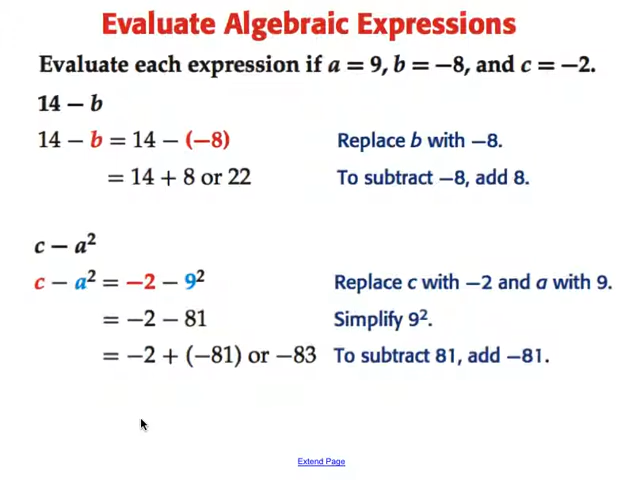 Evaluate Algebraic Expressions
Evaluate each expression if a = 9, b = −8, and c = −2.
14 − b
14 − b = 14 − (−8) Replace b with −8.
= 14 + 8 or 22 To subtract −8, add 8.
c − a²
c − a² = −2 − 9² Replace c with −2 and a with 9.
= −2 − 81 Simplify 9².
= −2 + (−81) or −83 To subtract 81, add −81.
Extend Page